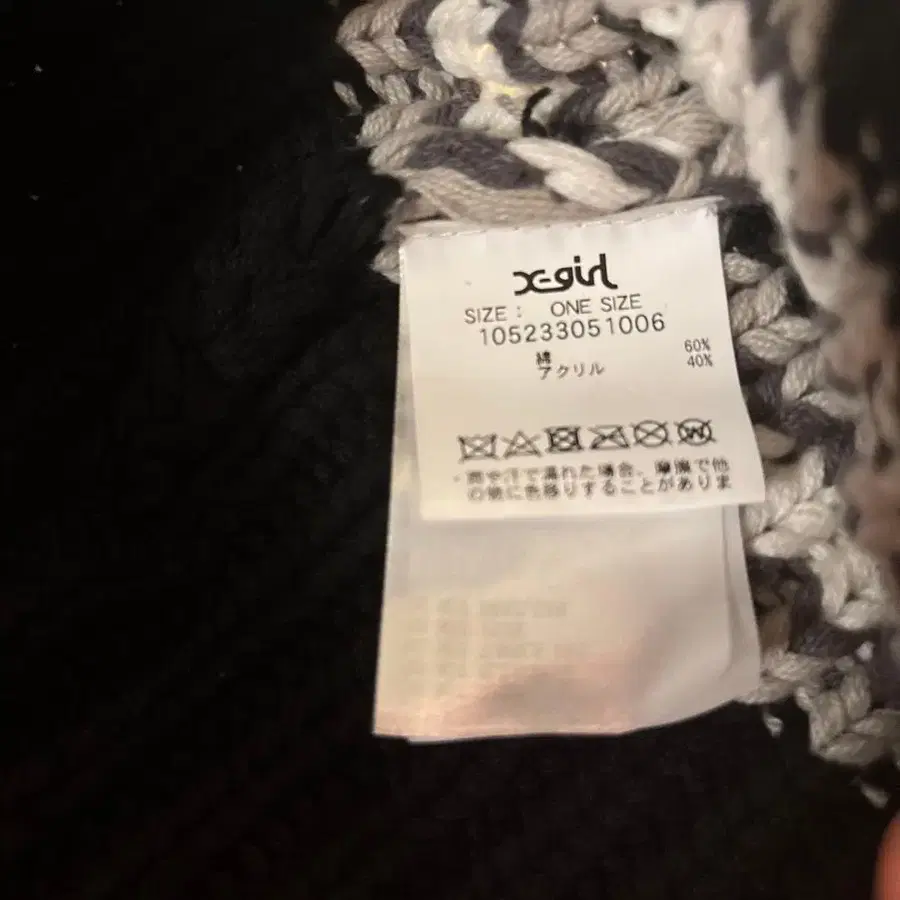 X-girl
SIZE : ONE SIZE
105233051006
綿 60%
アクリル 40%
・雨や汗で濡れた場合、摩擦で他
の物に色移りすることがありま